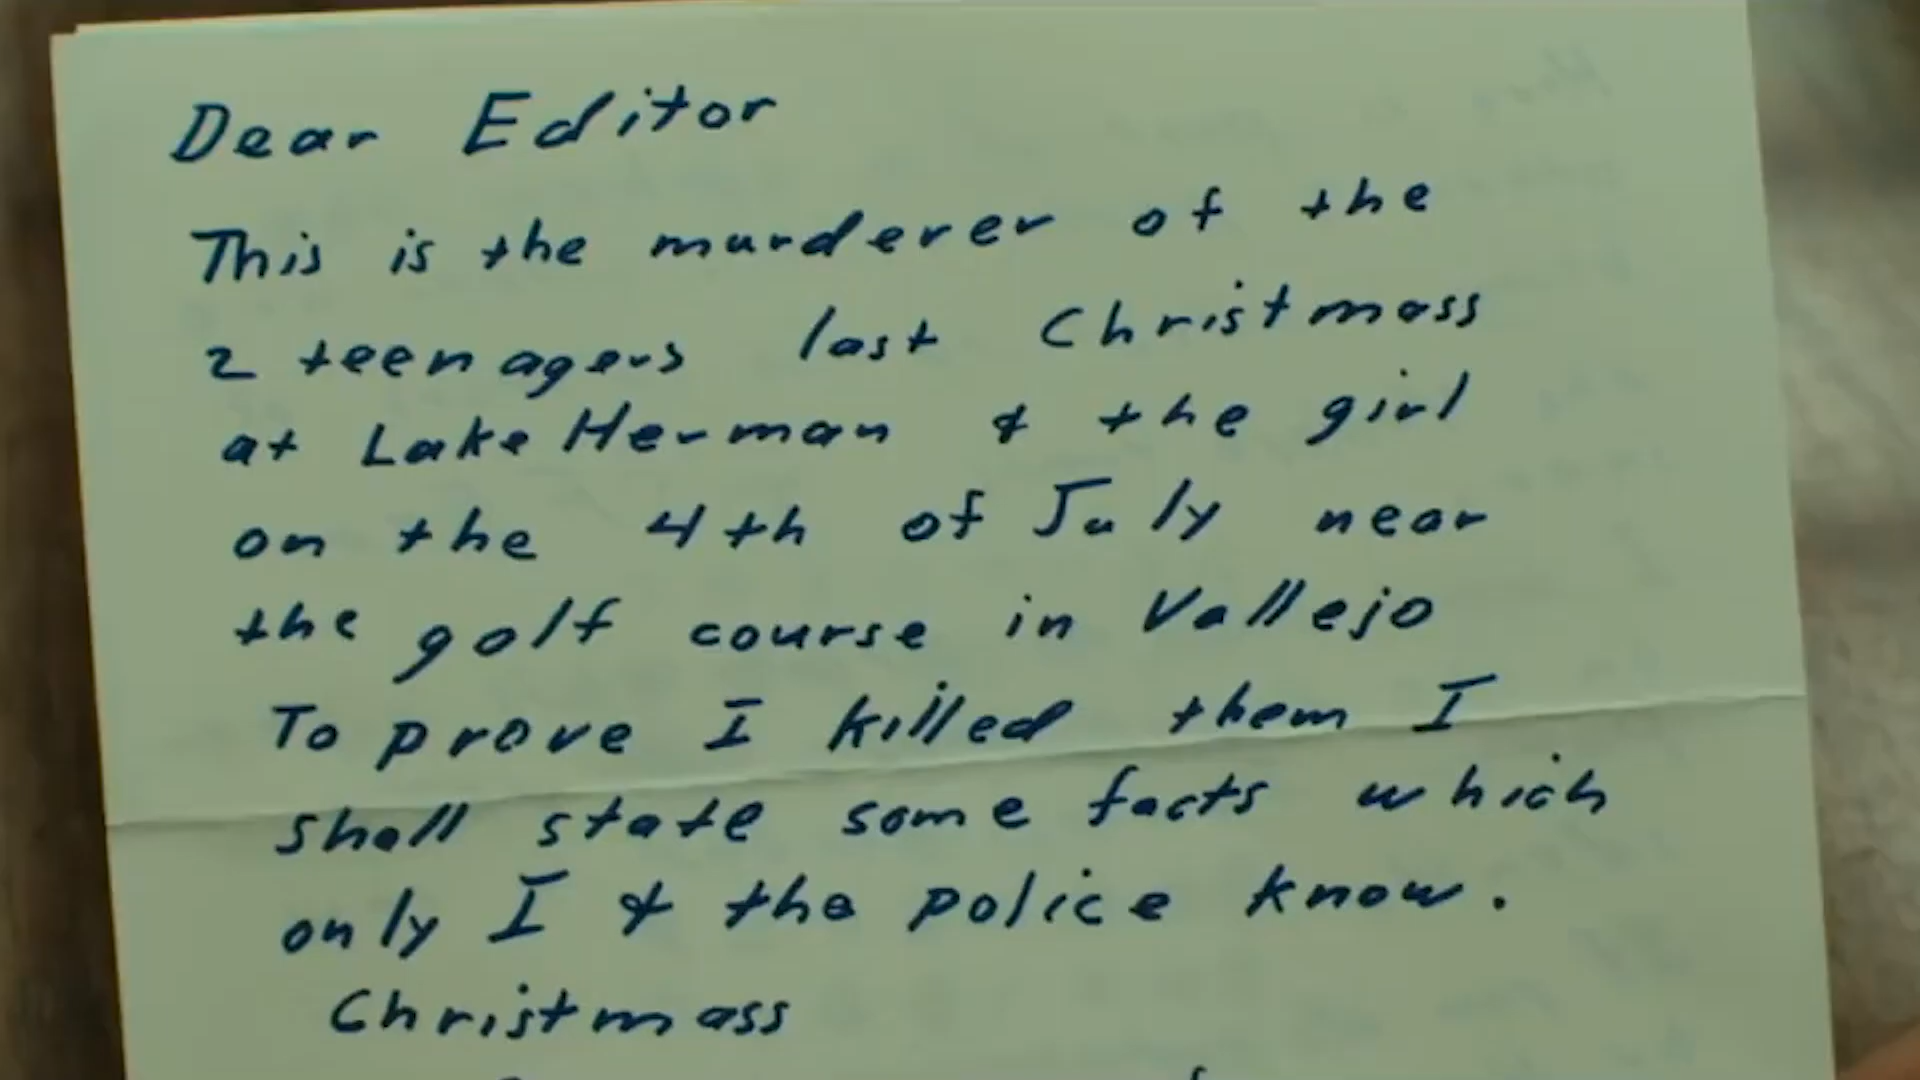 Dear Editor
This is the murderer of the
2 teenagers last Christmass
at Lake Herman & the girl
on the 4th of July near
the golf course in Vallejo
To prove I killed them I
shall state some facts which
only I & the police know.
Christmass